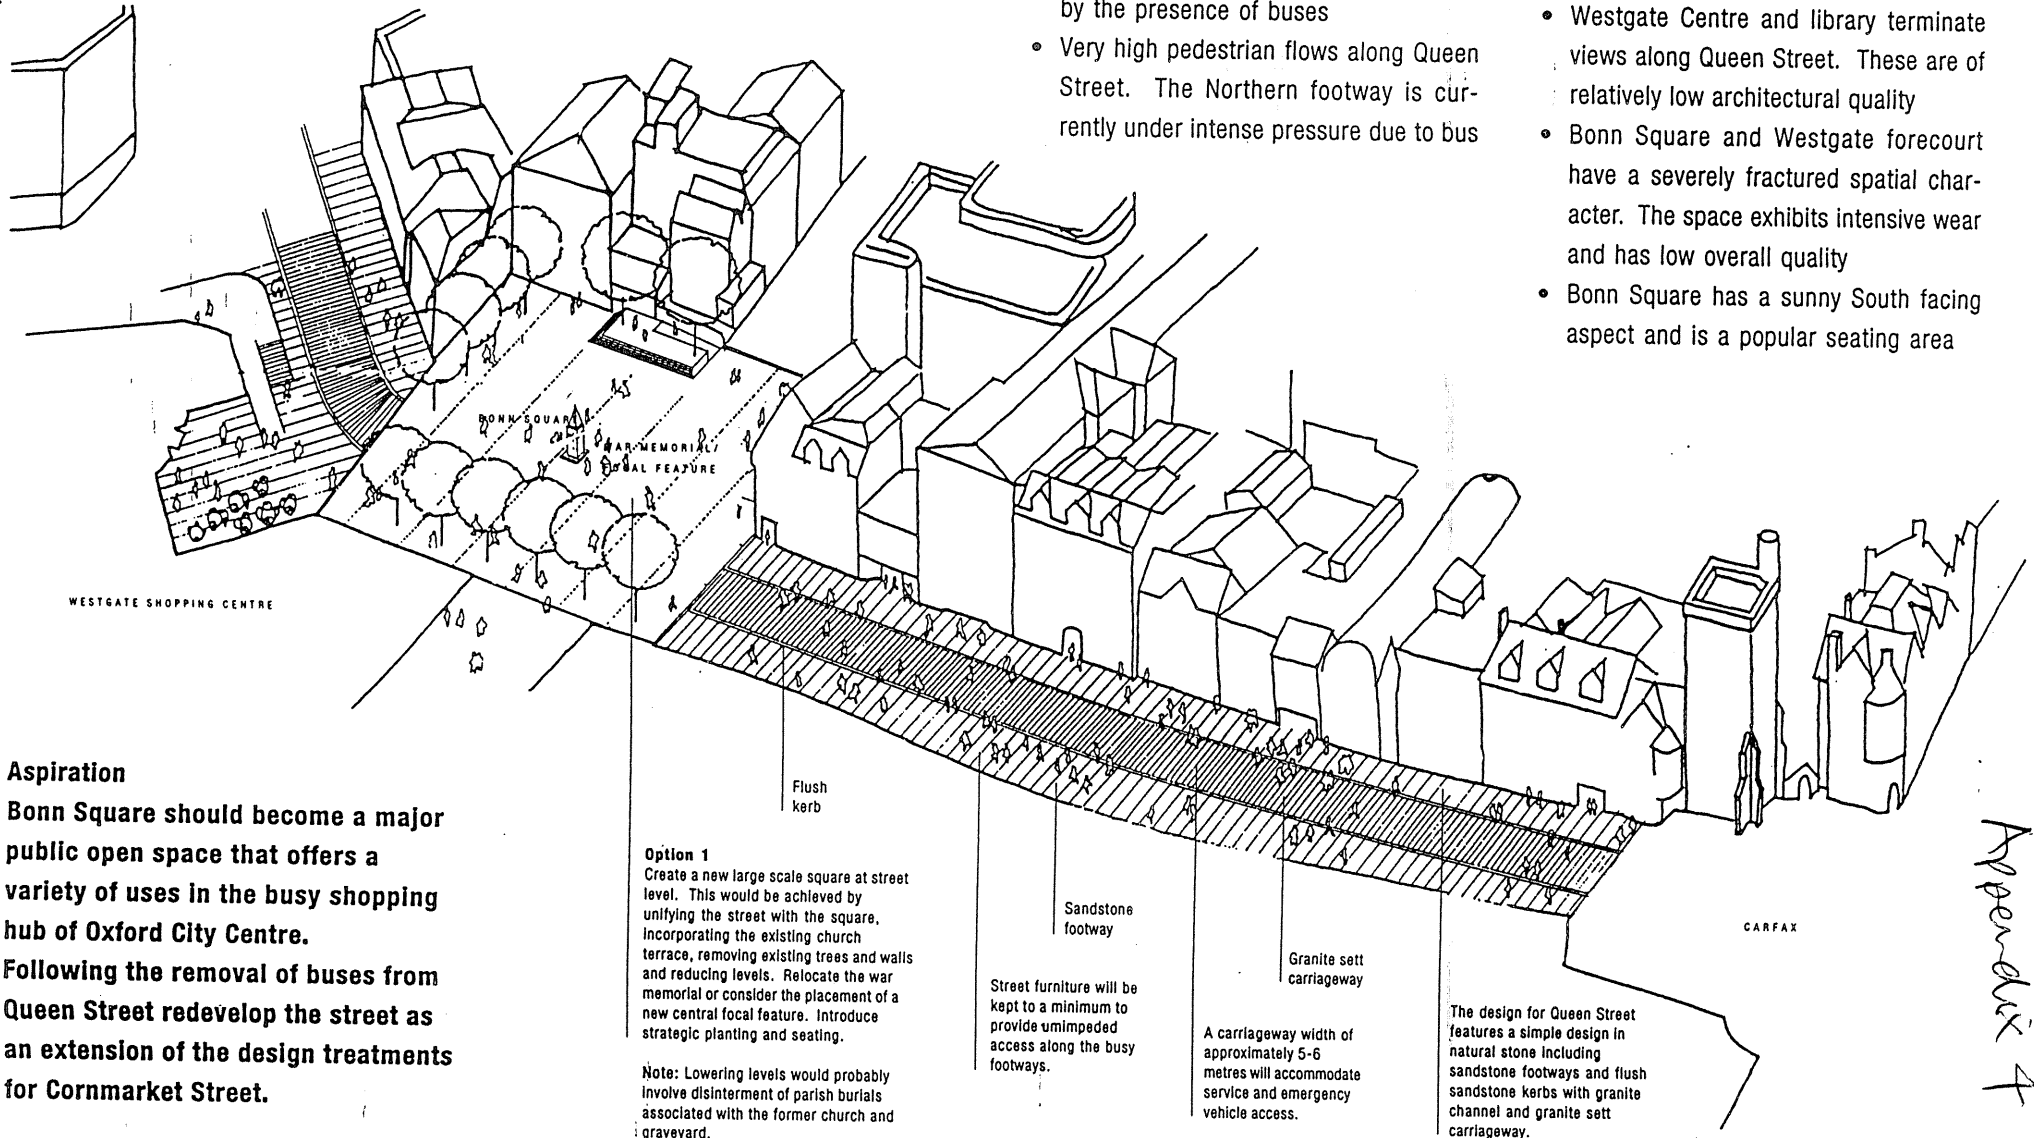 by the presence of buses
• Very high pedestrian flows along Queen
Street. The Northern footway is cur-
rently under intense pressure due to bus
• Westgate Centre and library terminate
views along Queen Street. These are of
relatively low architectural quality
• Bonn Square and Westgate forecourt
have a severely fractured spatial char-
acter. The space exhibits intensive wear
and has low overall quality
• Bonn Square has a sunny South facing
aspect and is a popular seating area
BONN SQUARE
WAR MEMORIAL/
FOCAL FEATURE
WESTGATE SHOPPING CENTRE
Aspiration
Bonn Square should become a major
public open space that offers a
variety of uses in the busy shopping
hub of Oxford City Centre.
Following the removal of buses from
Queen Street redevelop the street as
an extension of the design treatments
for Cornmarket Street.
Option 1
Create a new large scale square at street
level. This would be achieved by
unifying the street with the square,
incorporating the existing church
terrace, removing existing trees and walls
and reducing levels. Relocate the war
memorial or consider the placement of a
new central focal feature. Introduce
strategic planting and seating.
Note: Lowering levels would probably
involve disinterment of parish burials
associated with the former church and
graveyard.
Flush
kerb
Street furniture will be
kept to a minimum to
provide umimpeded
access along the busy
footways.
Sandstone
footway
A carriageway width of
approximately 5-6
metres will accommodate
service and emergency
vehicle access.
Granite sett
carriageway
The design for Queen Street
features a simple design in
natural stone including
sandstone footways and flush
sandstone kerbs with granite
channel and granite sett
carriageway.
CARFAX
Appendix 4